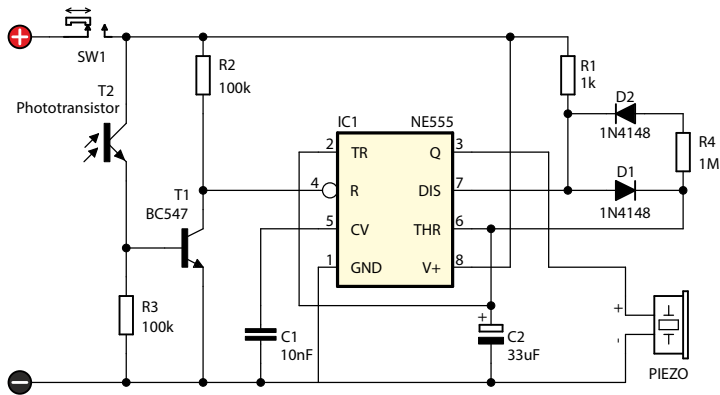 SW1
T2
Phototransistor
R2
100k
T1
BC547
R3
100k
C1
10nF
IC1
NE555
2
TR
Q
3
4
R
DIS
7
5
CV
THR
6
1
GND
V+
8
R1
1k
D2
1N4148
R4
1M
D1
1N4148
+
C2
33uF
+
-
PIEZO